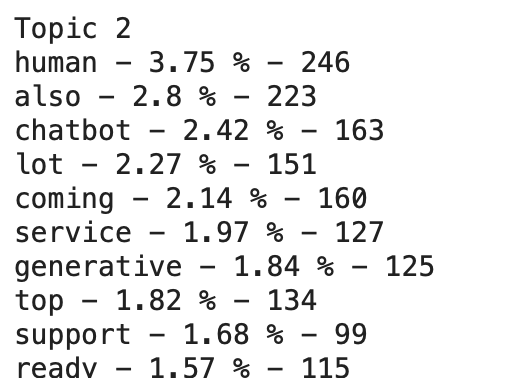 Topic 2
human – 3.75 % – 246
also – 2.8 % – 223
chatbot – 2.42 % – 163
lot – 2.27 % – 151
coming – 2.14 % – 160
service – 1.97 % – 127
generative – 1.84 % – 125
top – 1.82 % – 134
support – 1.68 % – 99
ready – 1.57 % – 115